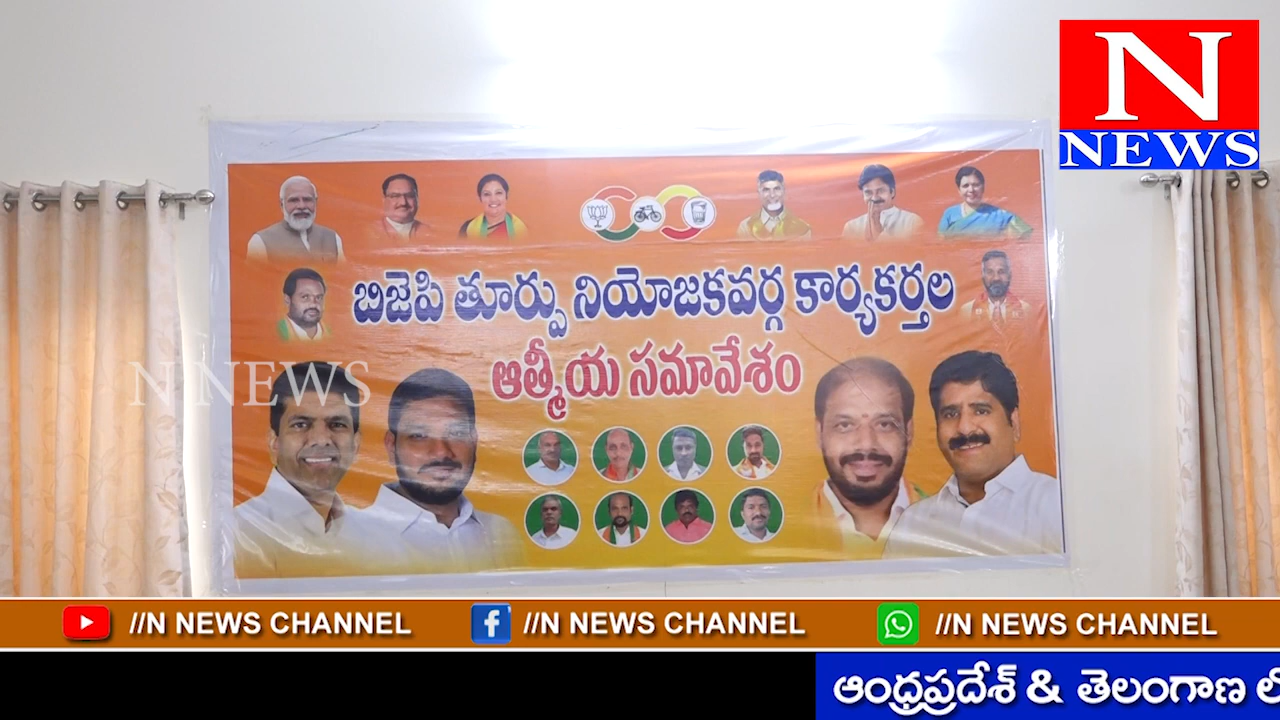 N
NEWS
బిజెపి తూర్పు నియోజకవర్గ కార్యకర్తల
ఆత్మీయ సమావేశం
N NEWS
//N NEWS CHANNEL
//N NEWS CHANNEL
//N NEWS CHANNEL
ఆంధ్రప్రదేశ్ & తెలంగాణ లో